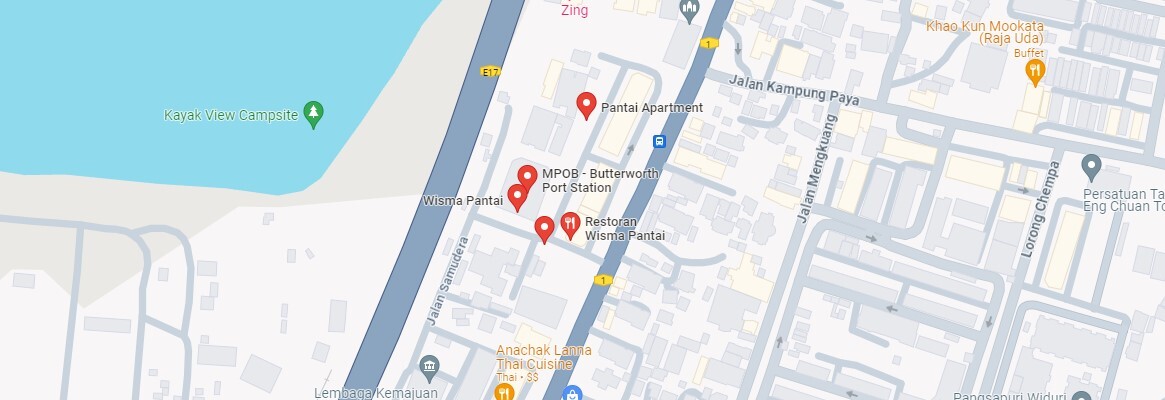 Zing
Khao Kun Mookata
(Raja Uda)
Buffet
1
E17
Jalan Kampung Paya
Kayak View Campsite
Pantai Apartment
Jalan Mengkuang
MPOB - Butterworth
Port Station
Wisma Pantai
Persatuan Ta
Eng Chuan To
Lorong Chempa
Restoran
Wisma Pantai
Jalan Samudera
1
Anachak Lanna
Thai Cuisine
Thai • $$
Lembaga Kemajuan
Pangsapuri Widuri